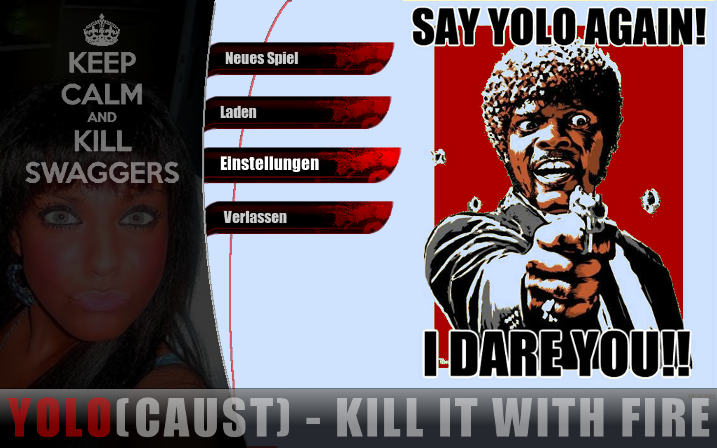 KEEP
CALM
AND
KILL
SWAGGERS
Neues Spiel
Laden
Einstellungen
Verlassen
SAY YOLO AGAIN!
I DARE YOU!!
YOLO(CAUST) - KILL IT WITH FIRE